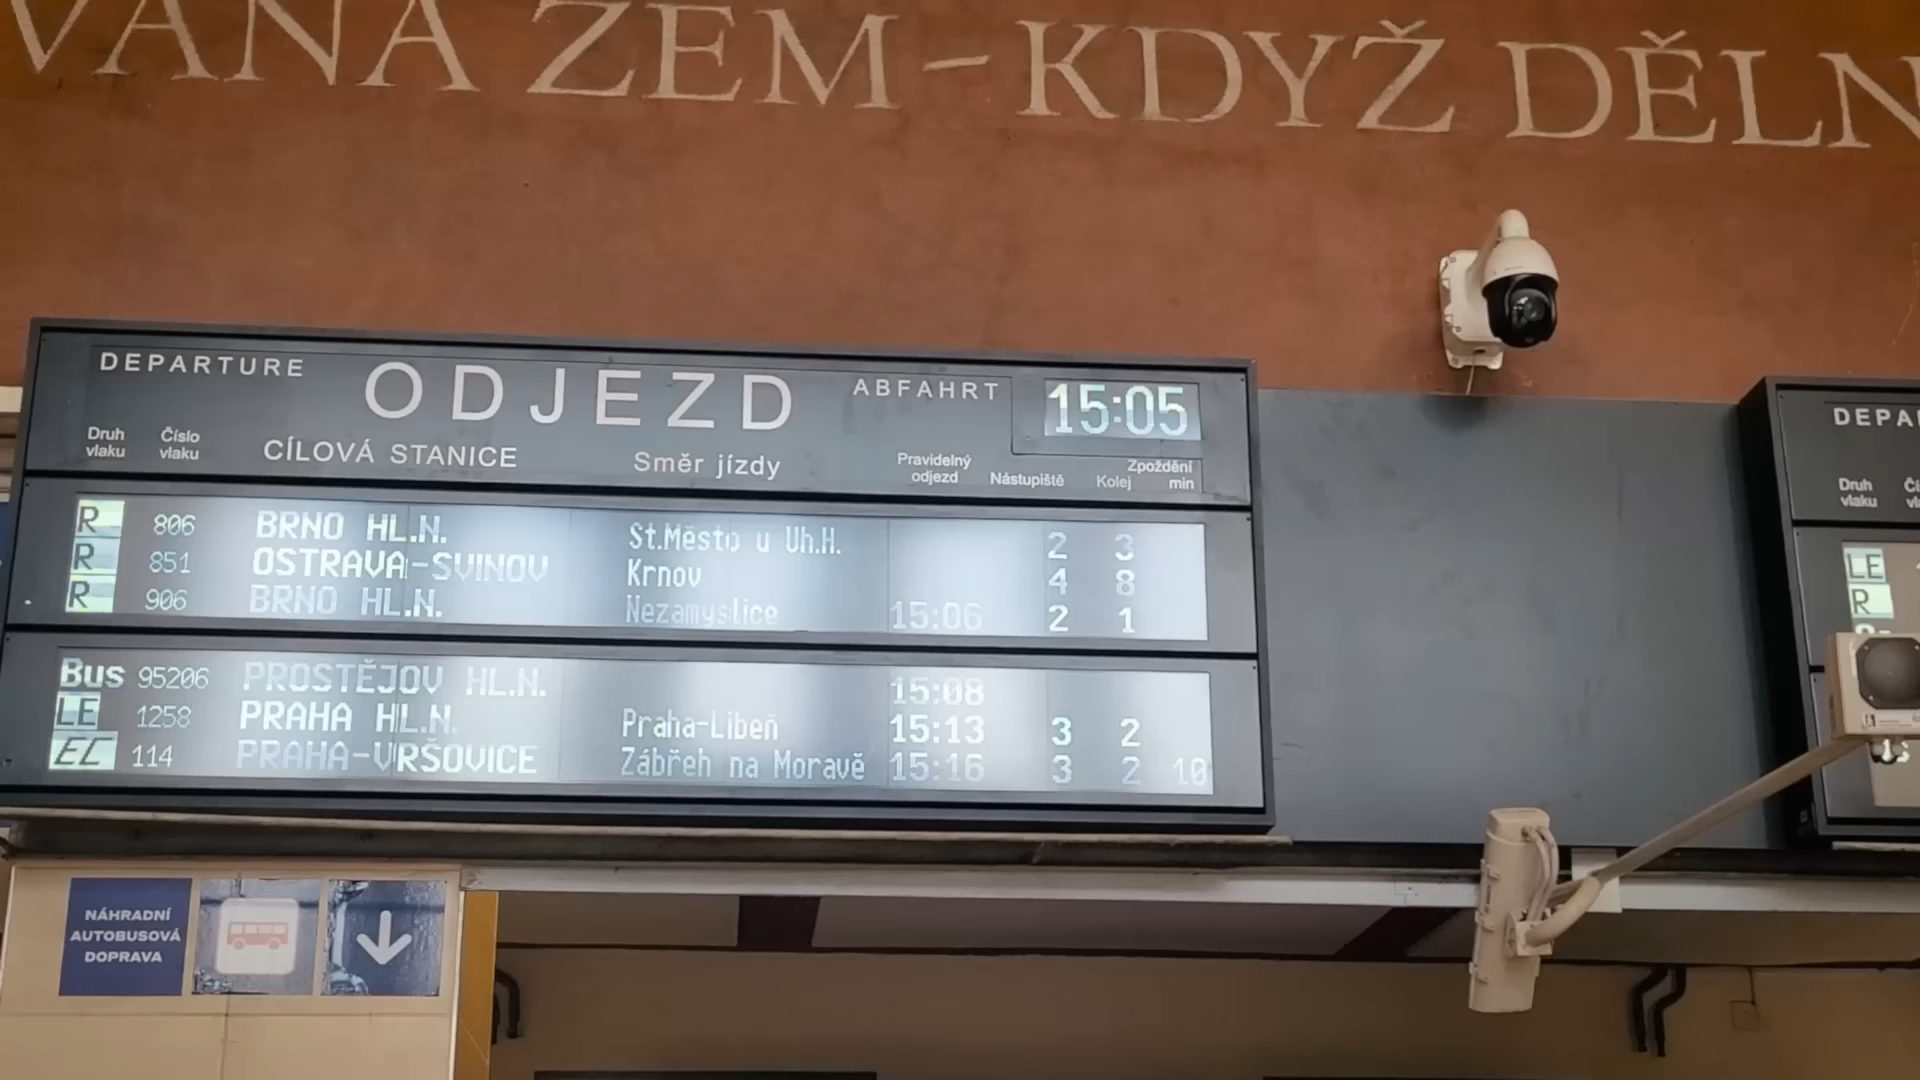 VANÁ ZEM – KDYŽ DĚLN
DEPARTURE ODJEZD ABFAHRT 15:05
Druh vlaku Číslo vlaku CÍLOVÁ STANICE Směr jízdy Pravidelný odjezd Nástupiště Kolej Zpoždění min
R 806 BRNO HL.N. St.Město u Uh.H. 2 3
R 851 OSTRAVA-SVINOV Krnov 4 8
R 906 BRNO HL.N. Nezamyslice 15:06 2 1
Bus 95206 PROSTĚJOV HL.N. 15:08
LE 1258 PRAHA HL.N. Praha-Libeň 15:13 3 2
EC 114 PRAHA-VRŠOVICE Zábřeh na Moravě 15:16 3 2 10
DEPA
Druh vlaku Čí
LE
R
NÁHRADNÍ
AUTOBUSOVÁ
DOPRAVA